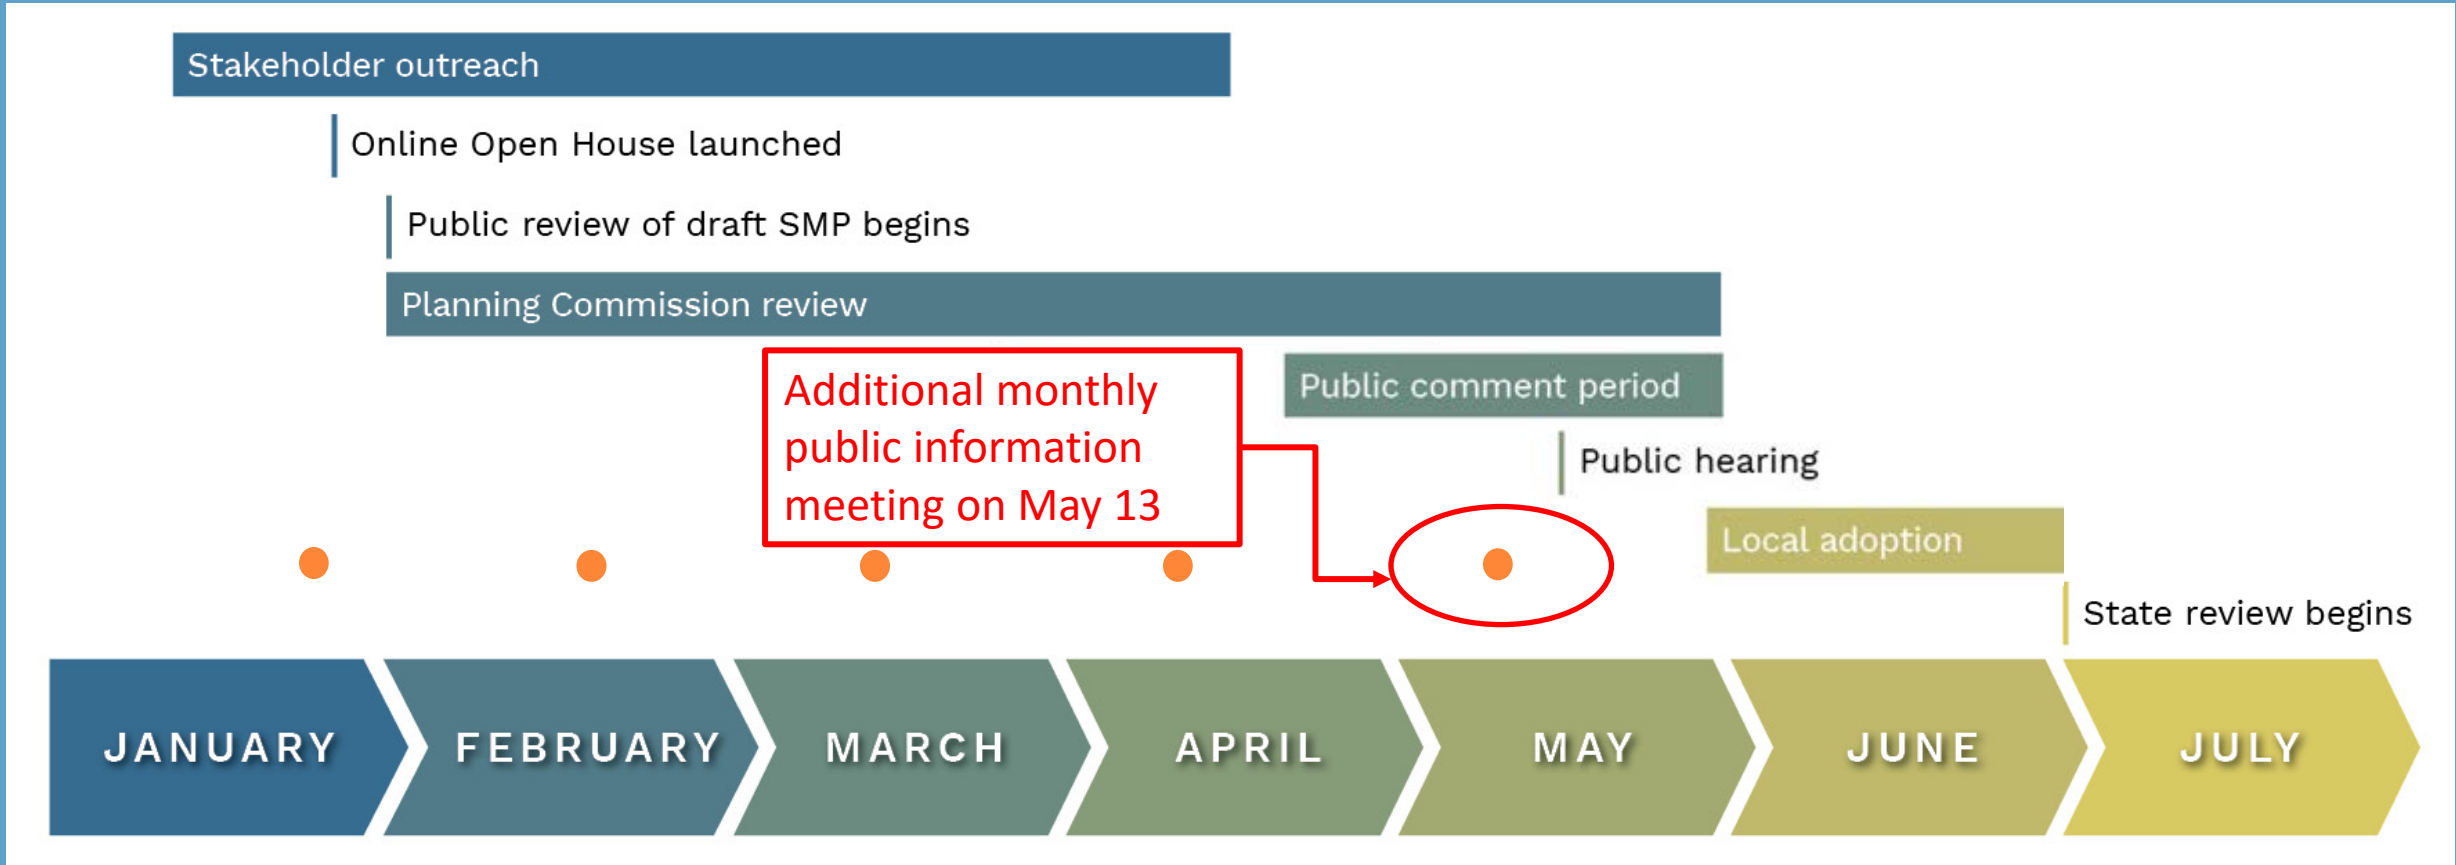 Stakeholder outreach
Online Open House launched
Public review of draft SMP begins
Planning Commission review
Public comment period
Additional monthly
public information
meeting on May 13
Public hearing
Local adoption
State review begins
JANUARY
FEBRUARY
MARCH
APRIL
MAY
JUNE
JULY